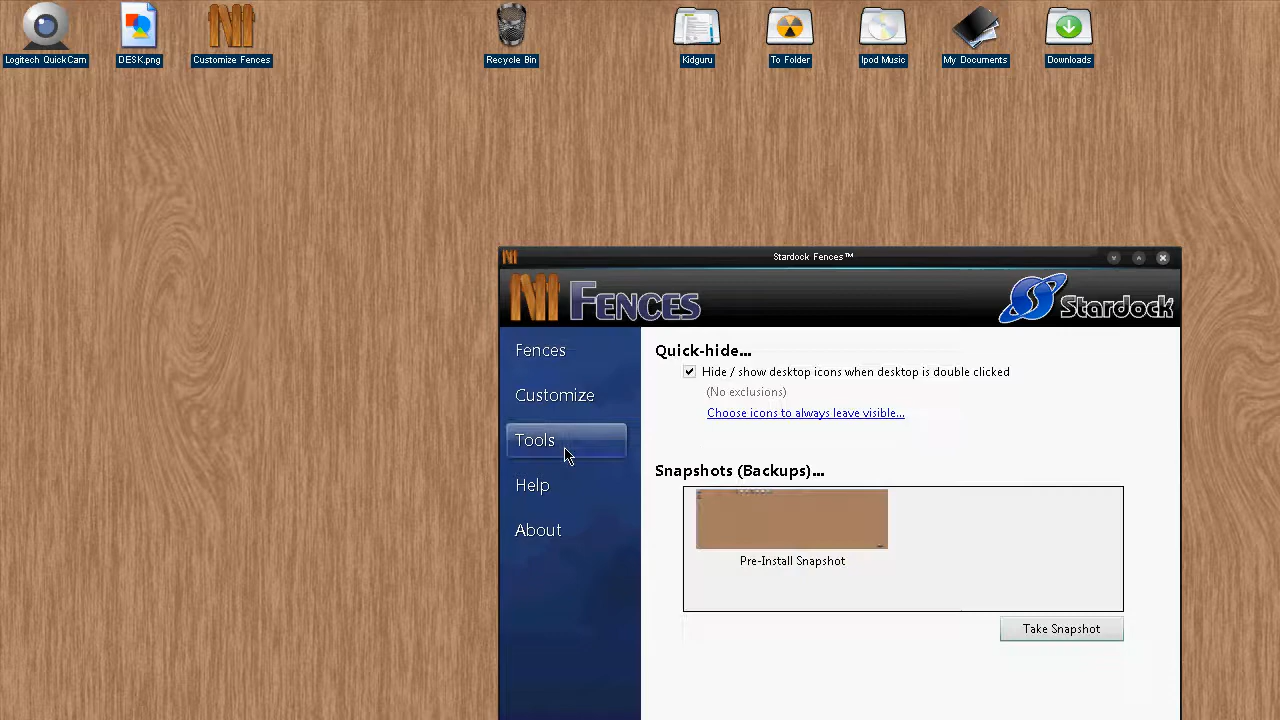 Logitech QuickCam
DESK.png
Customize Fences
Recycle Bin
Kidguru
To Folder
Ipod Music
My Documents
Downloads
Stardock Fences™
FENCES
Stardock
Fences
Customize
Tools
Help
About
Quick-hide...
Hide / show desktop icons when desktop is double clicked
(No exclusions)
Choose icons to always leave visible...
Snapshots (Backups)...
Pre-Install Snapshot
Take Snapshot